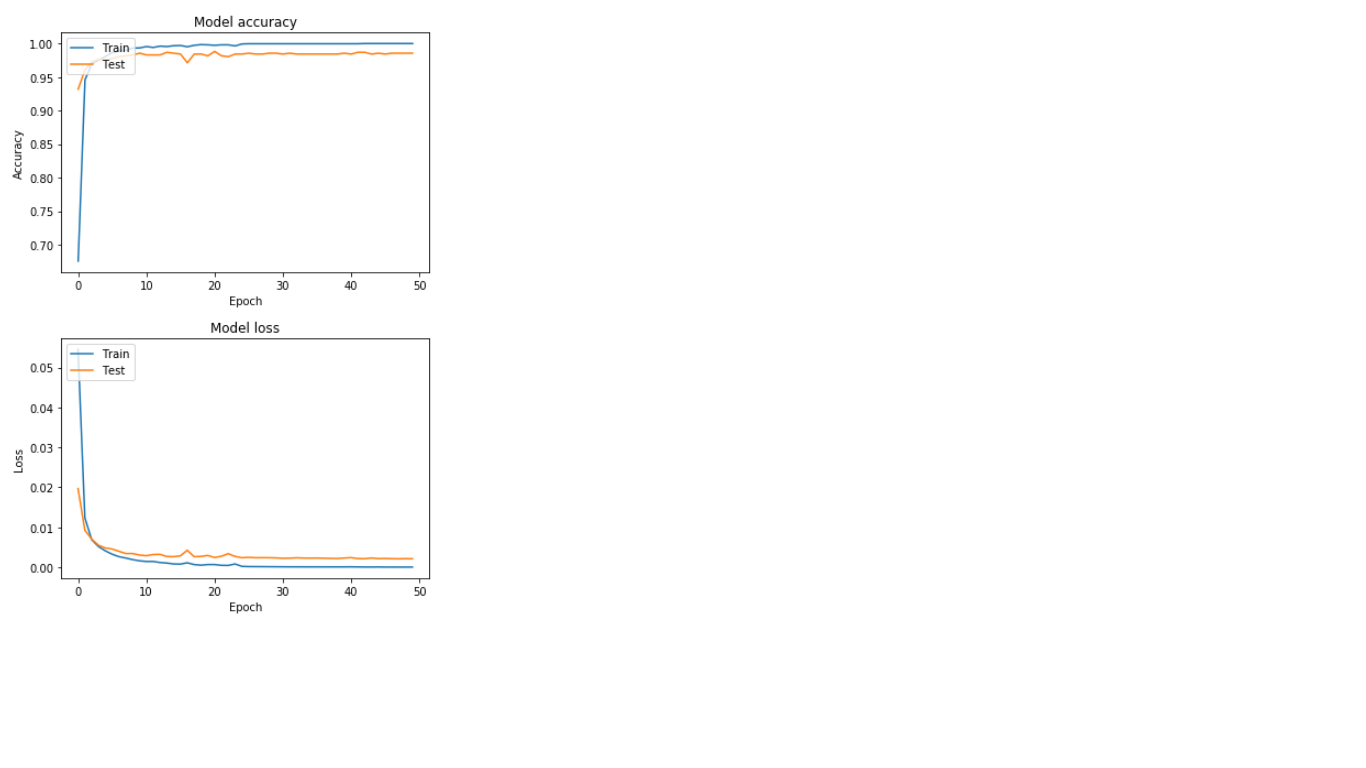 Model accuracy
1.00
0.95
0.90
0.85
0.80
0.75
0.70
Accuracy
Train
Test
0 10 20 30 40 50
Epoch
Model loss
0.05
0.04
0.03
0.02
0.01
0.00
Loss
Train
Test
0 10 20 30 40 50
Epoch